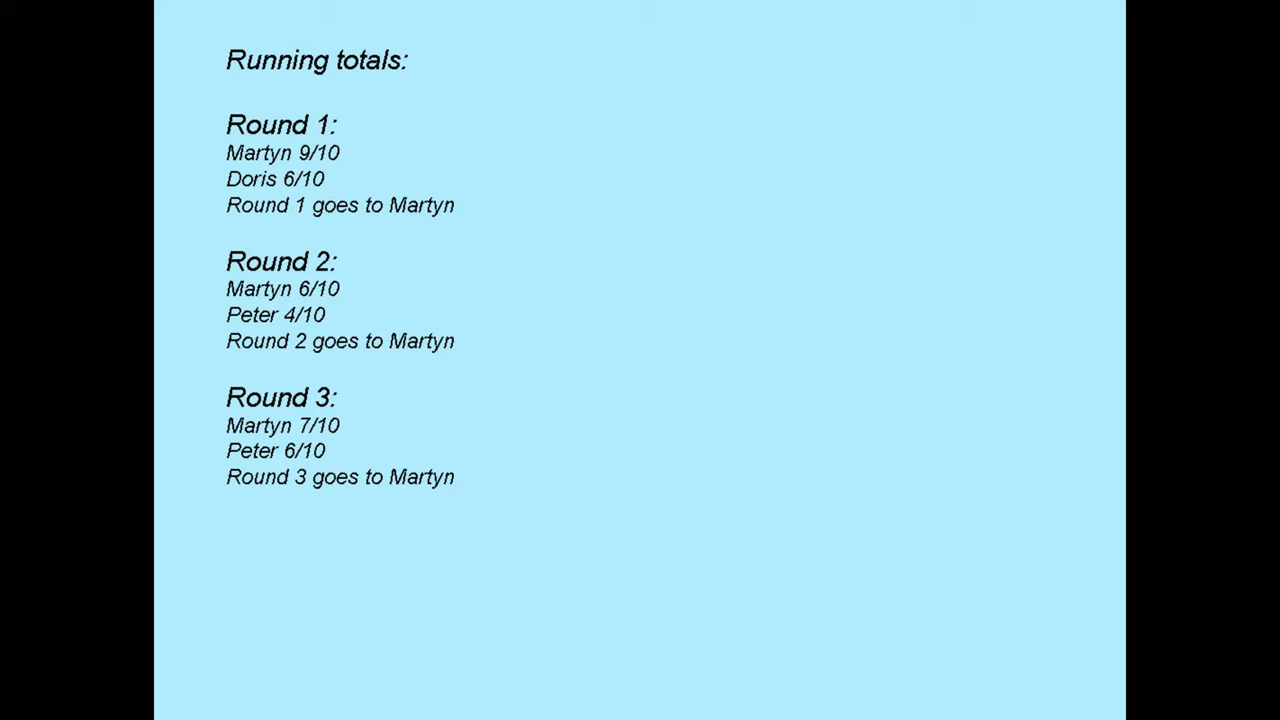 Running totals:
Round 1:
Martyn 9/10
Doris 6/10
Round 1 goes to Martyn
Round 2:
Martyn 6/10
Peter 4/10
Round 2 goes to Martyn
Round 3:
Martyn 7/10
Peter 6/10
Round 3 goes to Martyn